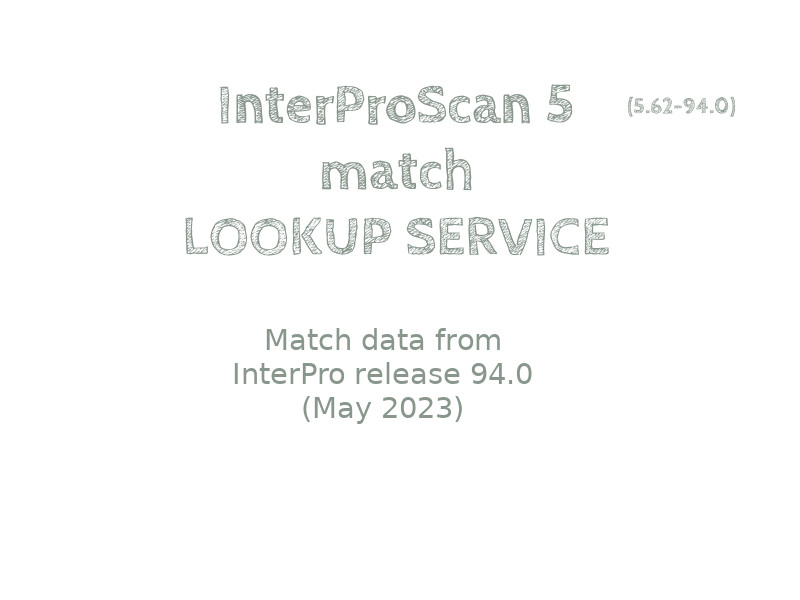 InterProScan 5 (5.62-94.0)
match
LOOKUP SERVICE
Match data from
InterPro release 94.0
(May 2023)